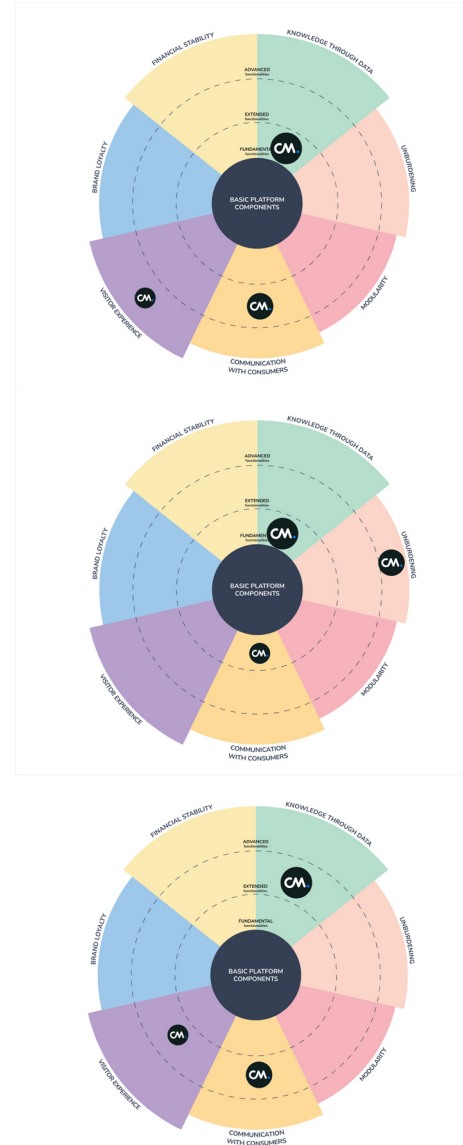 FINANCIAL STABILITY
KNOWLEDGE THROUGH DATA
ADVANCED
functionalities
EXTENDED
functionalities
FUNDAMENTAL
CM.
BRAND LOYALTY
UNBURDENING
BASIC PLATFORM
COMPONENTS
CM.
CM.
VISITOR EXPERIENCE
MODULARITY
COMMUNICATION
WITH CONSUMERS
FINANCIAL STABILITY
KNOWLEDGE THROUGH DATA
ADVANCED
functionalities
EXTENDED
functionalities
FUNDAMENTAL
CM.
BRAND LOYALTY
UNBURDENING
CM.
BASIC PLATFORM
COMPONENTS
CM.
VISITOR EXPERIENCE
MODULARITY
COMMUNICATION
WITH CONSUMERS
FINANCIAL STABILITY
KNOWLEDGE THROUGH DATA
ADVANCED
functionalities
CM.
EXTENDED
functionalities
FUNDAMENTAL
functionalities
BRAND LOYALTY
UNBURDENING
BASIC PLATFORM
COMPONENTS
CM.
CM.
VISITOR EXPERIENCE
MODULARITY
COMMUNICATION
WITH CONSUMERS